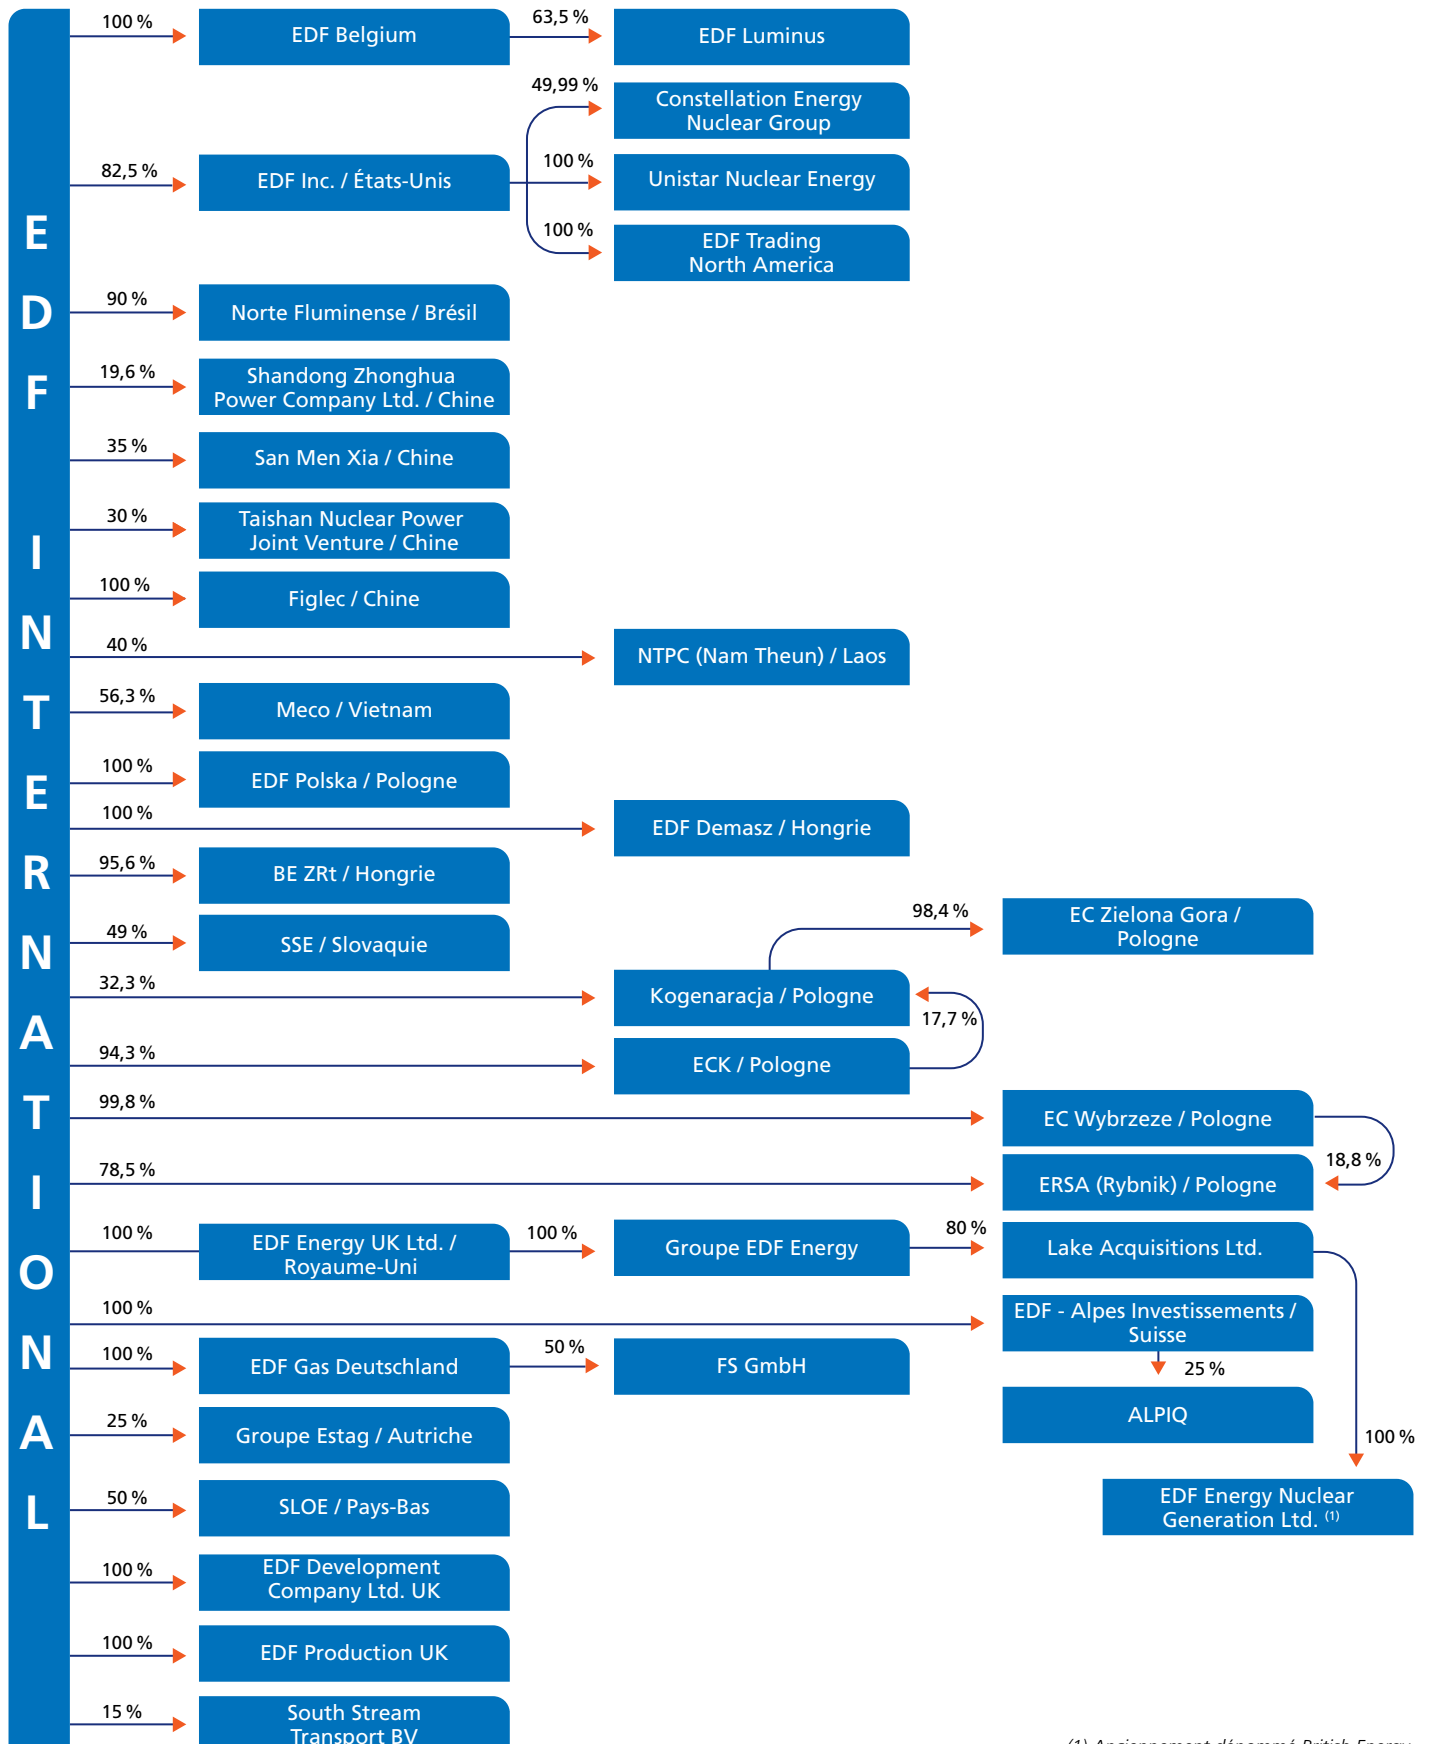 EDF INTERNATIONAL
100 %
EDF Belgium
63,5 %
EDF Luminus
82,5 %
EDF Inc. / États-Unis
49,99 %
Constellation Energy
Nuclear Group
100 %
Unistar Nuclear Energy
100 %
EDF Trading
North America
90 %
Norte Fluminense / Brésil
19,6 %
Shandong Zhonghua
Power Company Ltd. / Chine
35 %
San Men Xia / Chine
30 %
Taishan Nuclear Power
Joint Venture / Chine
100 %
Figlec / Chine
40 %
NTPC (Nam Theun) / Laos
56,3 %
Meco / Vietnam
100 %
EDF Polska / Pologne
100 %
EDF Demasz / Hongrie
95,6 %
BE ZRt / Hongrie
49 %
SSE / Slovaquie
98,4 %
EC Zielona Gora /
Pologne
32,3 %
Kogenaracja / Pologne
17,7 %
94,3 %
ECK / Pologne
99,8 %
EC Wybrzeze / Pologne
18,8 %
78,5 %
ERSA (Rybnik) / Pologne
100 %
EDF Energy UK Ltd. /
Royaume-Uni
100 %
Groupe EDF Energy
80 %
Lake Acquisitions Ltd.
100 %
EDF - Alpes Investissements /
Suisse
25 %
ALPIQ
100 %
EDF Gas Deutschland
50 %
FS GmbH
25 %
Groupe Estag / Autriche
100 %
EDF Energy Nuclear
Generation Ltd. (1)
50 %
SLOE / Pays-Bas
100 %
EDF Development
Company Ltd. UK
100 %
EDF Production UK
15 %
South Stream
Transport BV
(1) Anciennement dénommé British Energy